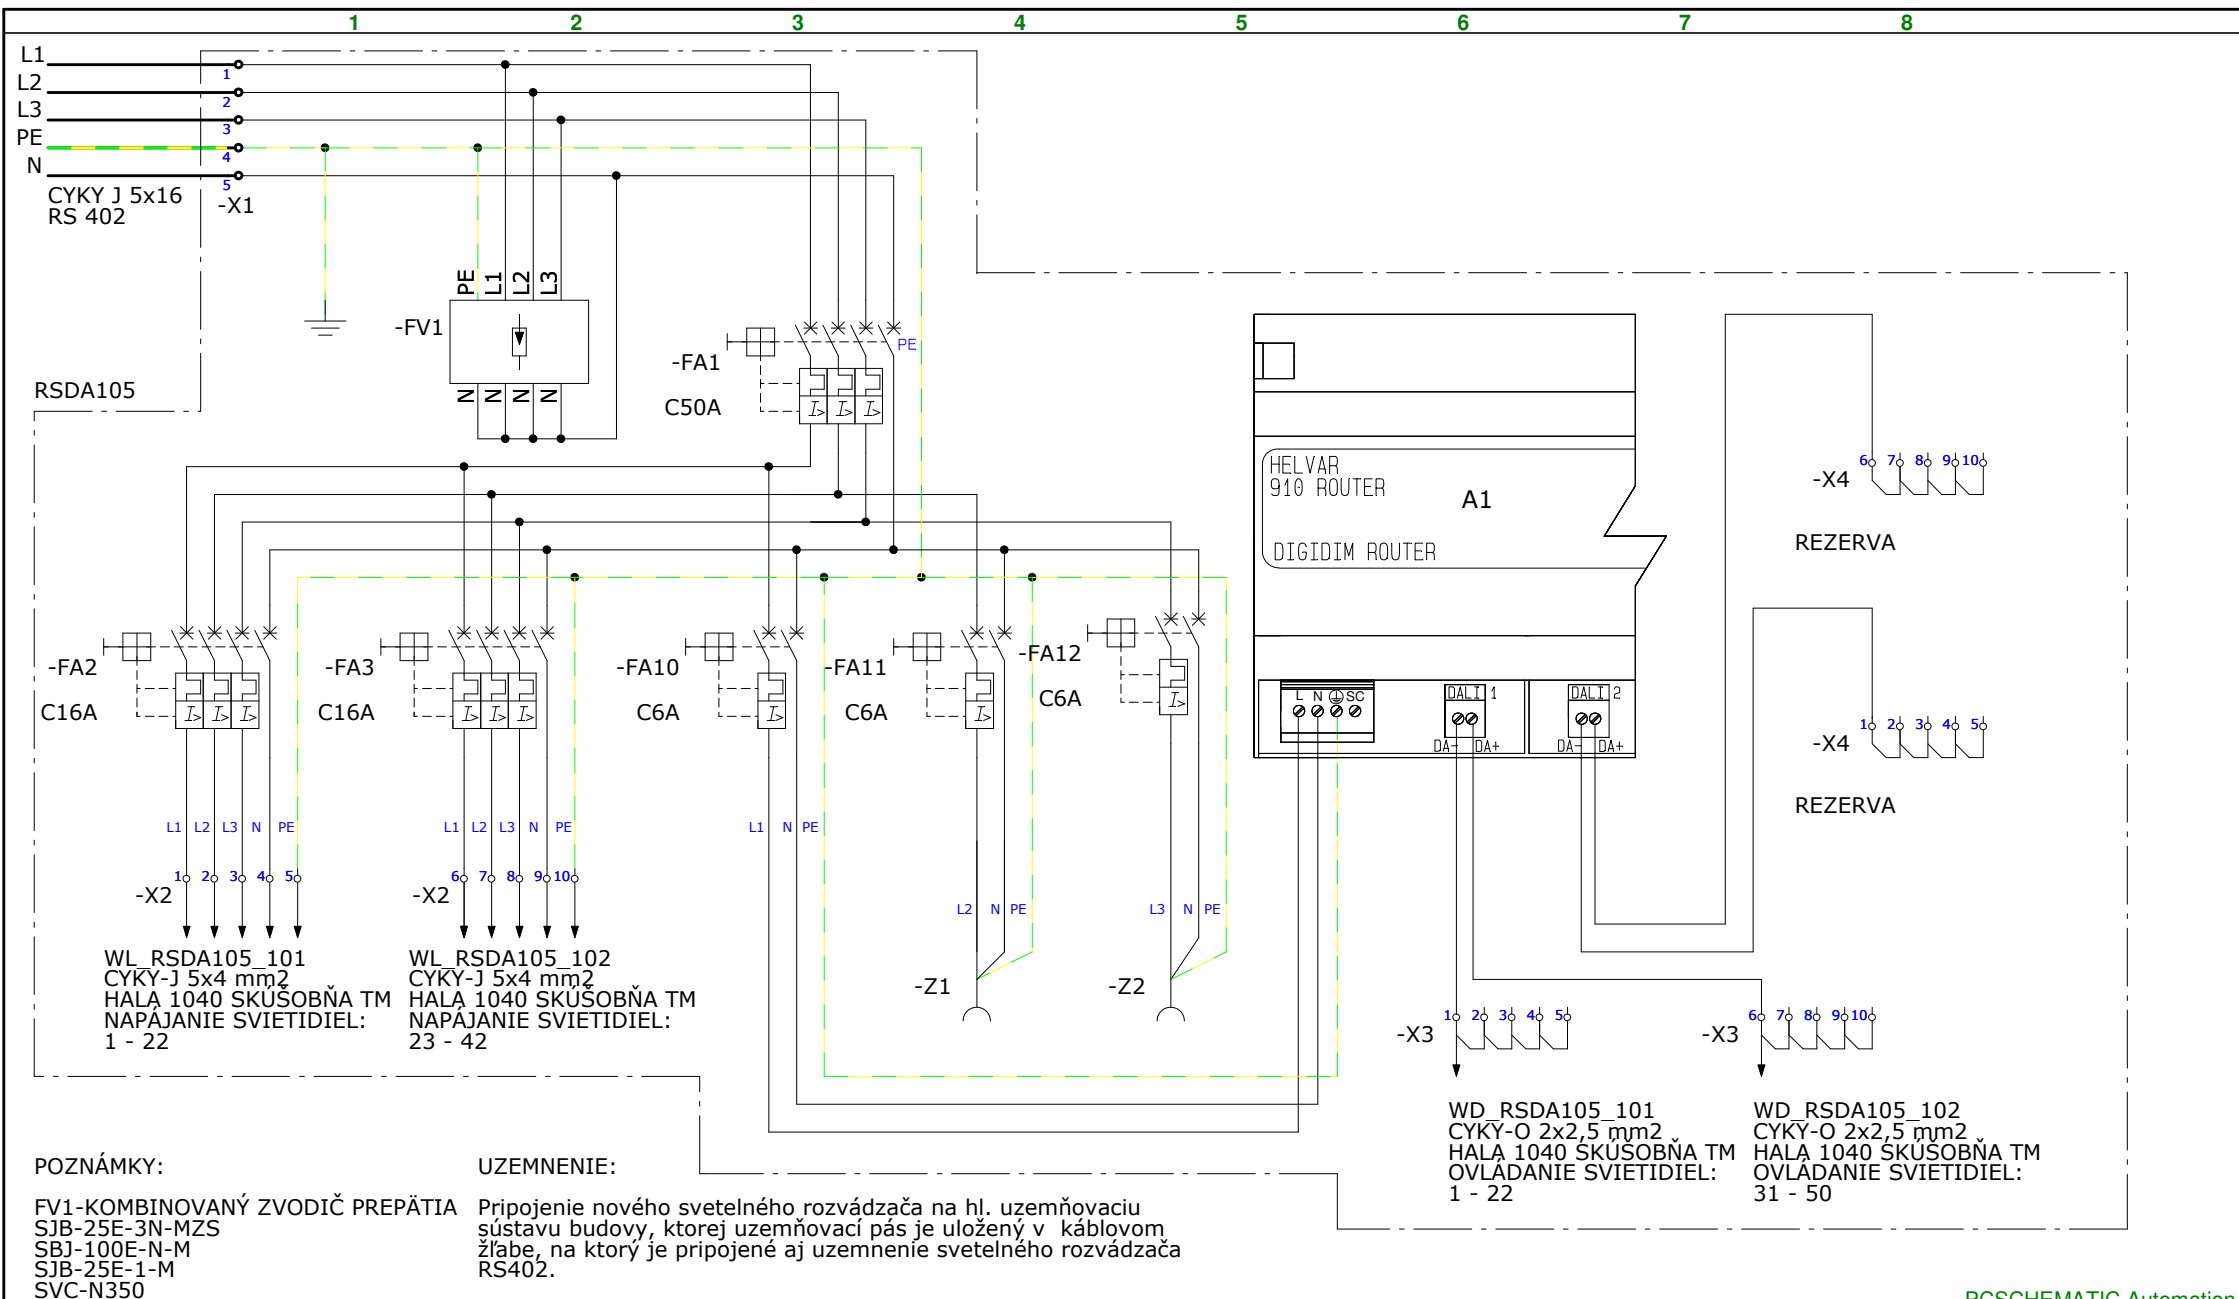 1 2 3 4 5 6 7 8
L1
L2
L3
PE
N
1
2
3
4
5
CYKY J 5x16
RS 402
-X1
RSDA105
PE L1 L2 L3
-FV1
N N N N
-FA1
C50A
PE
I> I> I>
HELVAR
910 ROUTER
A1
DIGIDIM ROUTER
L N SC
DALI 1
DA- DA+
DALI 2
DA- DA+
6 7 8 9 10
-X4
REZERVA
1 2 3 4 5
-X4
REZERVA
-FA2
C16A
I> I> I>
-FA3
C16A
I> I> I>
-FA10
C6A
I>
-FA11
C6A
I>
-FA12
C6A
I>
L1 L2 L3 N PE
L1 L2 L3 N PE
L1 N PE
L2 N PE
L3 N PE
1 2 3 4 5
-X2
6 7 8 9 10
-X2
WL_RSDA105_101
CYKY-J 5x4 mm2
HALA 1040 SKÚŠOBŇA TM
NAPÁJANIE SVIETIDIEL:
1 - 22
WL_RSDA105_102
CYKY-J 5x4 mm2
HALA 1040 SKÚŠOBŇA TM
NAPÁJANIE SVIETIDIEL:
23 - 42
-Z1
-Z2
1 2 3 4 5
-X3
6 7 8 9 10
-X3
WD_RSDA105_101
CYKY-O 2x2,5 mm2
HALA 1040 SKÚŠOBŇA TM
OVLÁDANIE SVIETIDIEL:
1 - 22
WD_RSDA105_102
CYKY-O 2x2,5 mm2
HALA 1040 SKÚŠOBŇA TM
OVLÁDANIE SVIETIDIEL:
31 - 50
POZNÁMKY:
FV1-KOMBINOVANÝ ZVODIČ PREPÄTIA
SJB-25E-3N-MZS
SBJ-100E-N-M
SJB-25E-1-M
SVC-N350
UZEMNENIE:
Pripojenie nového svetelného rozvádzača na hl. uzemňovaciu
sústavu budovy, ktorej uzemňovací pás je uložený v káblovom
žľabe, na ktorý je pripojené aj uzemnenie svetelného rozvádzača
RS402.
PCSCHEMATIC Automation